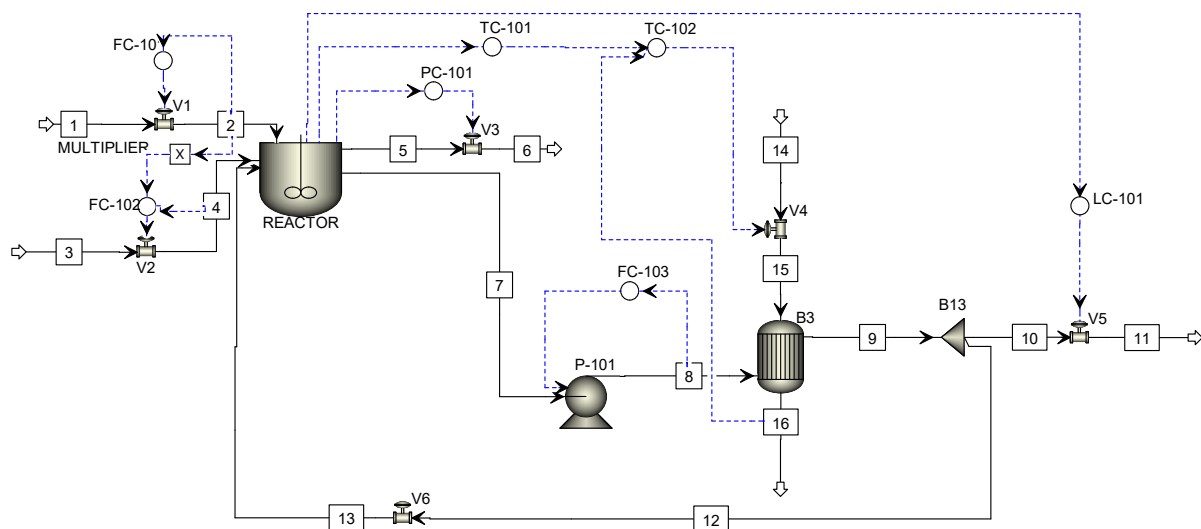 TC-101
TC-102
FC-10
PC-101
V1
1
2
MULTIPLIER
V3
5
6
14
X
REACTOR
FC-102
4
LC-101
V4
3
V2
15
7
FC-103
B3
B13
V5
9
10
11
P-101
8
16
V6
13
12